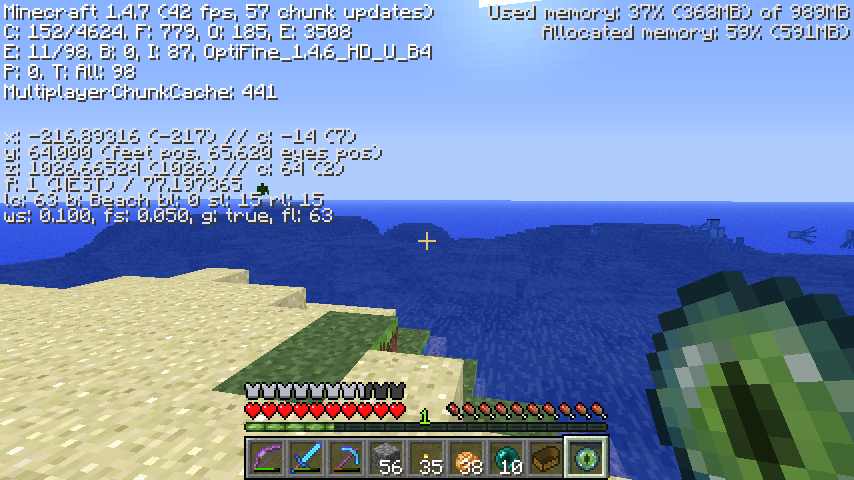 Minecraft 1.4.7 (42 fps, 57 chunk updates)
C: 152/4624, F: 779, O: 185, E: 3508
E: 11/98, B: 0, I: 87, OptiFine_1.4.6_HD_U_B4
P: 0, T: All: 98
MultiplayerChunkCache: 441
Used memory: 37% (368MB) of 989MB
Allocated memory: 59% (591MB)
x: -216.89316 (-217) // c: -14 (7)
y: 64.000 (feet pos, 65.620 eyes pos)
z: 1026.66524 (1026) // c: 64 (2)
f: 1 (WEST) / 77.197365
lc: 63 b: Beach bl: 0 sl: 15 rl: 15
ws: 0.100, fs: 0.050, g: true, fl: 63
1
56 35 38 10